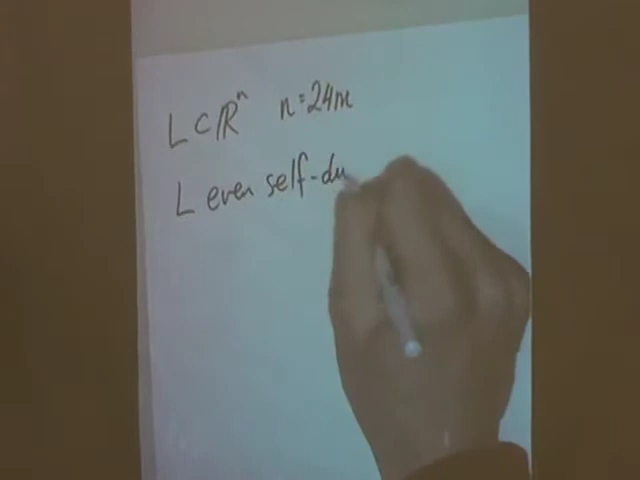 L ⊂ ℝⁿ n=24m
L even self-du